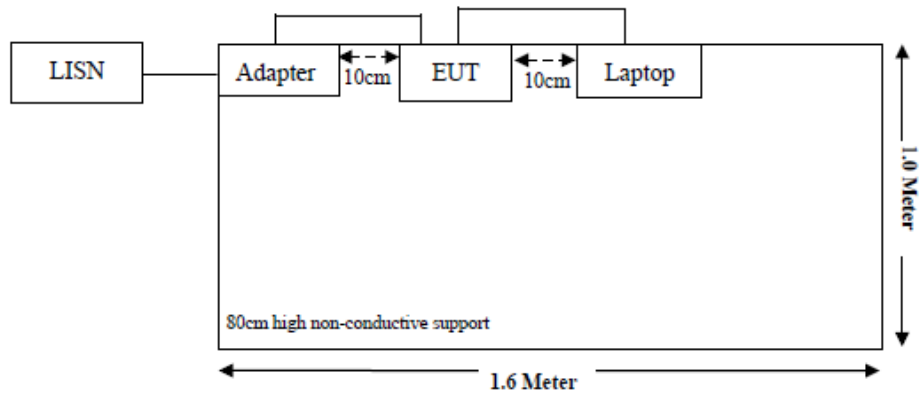 LISN
Adapter
10cm
EUT
10cm
Laptop
1.0 Meter
80cm high non-conductive support
1.6 Meter